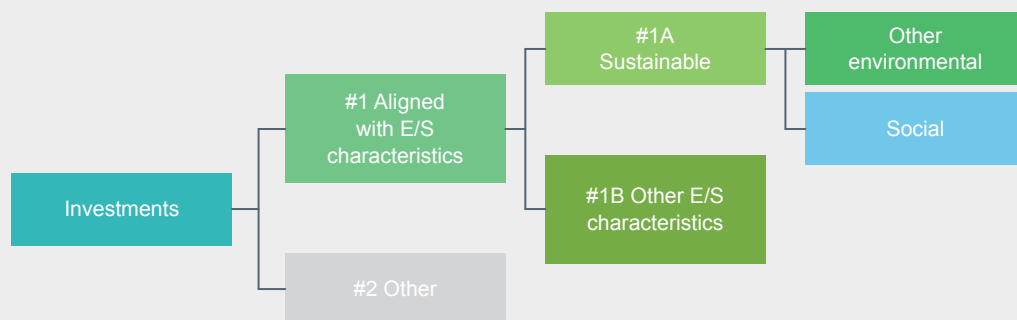 Investments
#1 Aligned
with E/S
characteristics
#2 Other
#1A
Sustainable
#1B Other E/S
characteristics
Other
environmental
Social